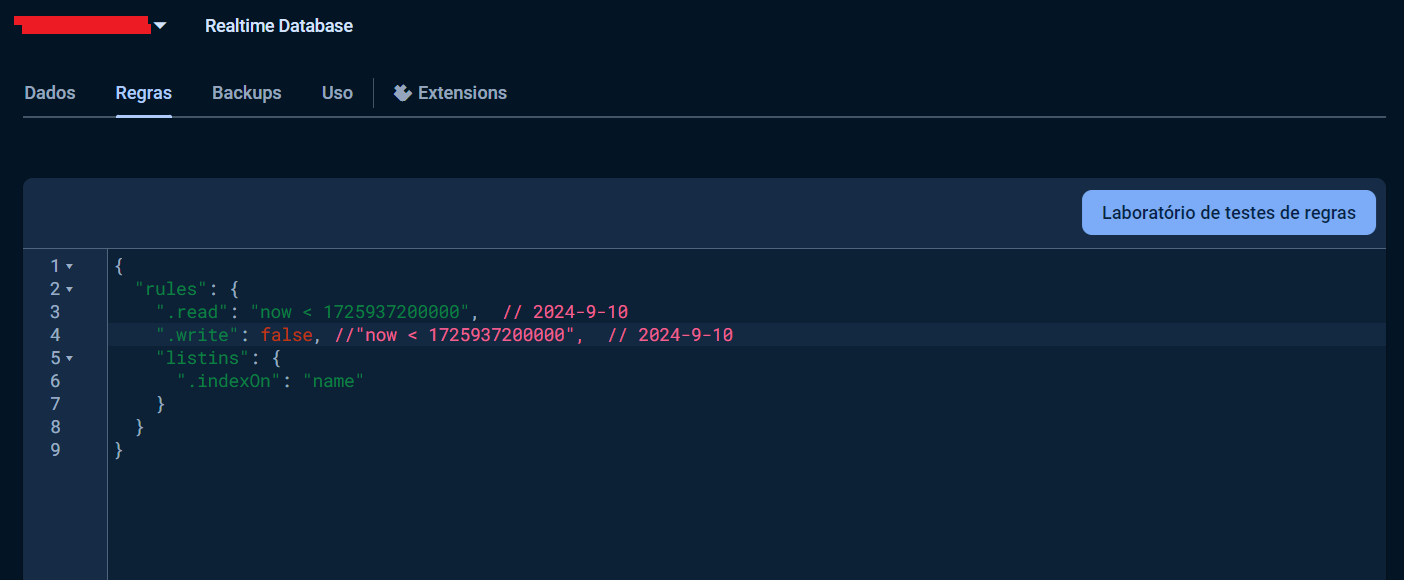 Realtime Database
Dados Regras Backups Uso Extensions
Laboratório de testes de regras
1 {
2 "rules": {
3 ".read": "now < 1725937200000", // 2024-9-10
4 ".write": false, //"now < 1725937200000", // 2024-9-10
5 "listins": {
6 ".indexOn": "name"
7 }
8 }
9 }